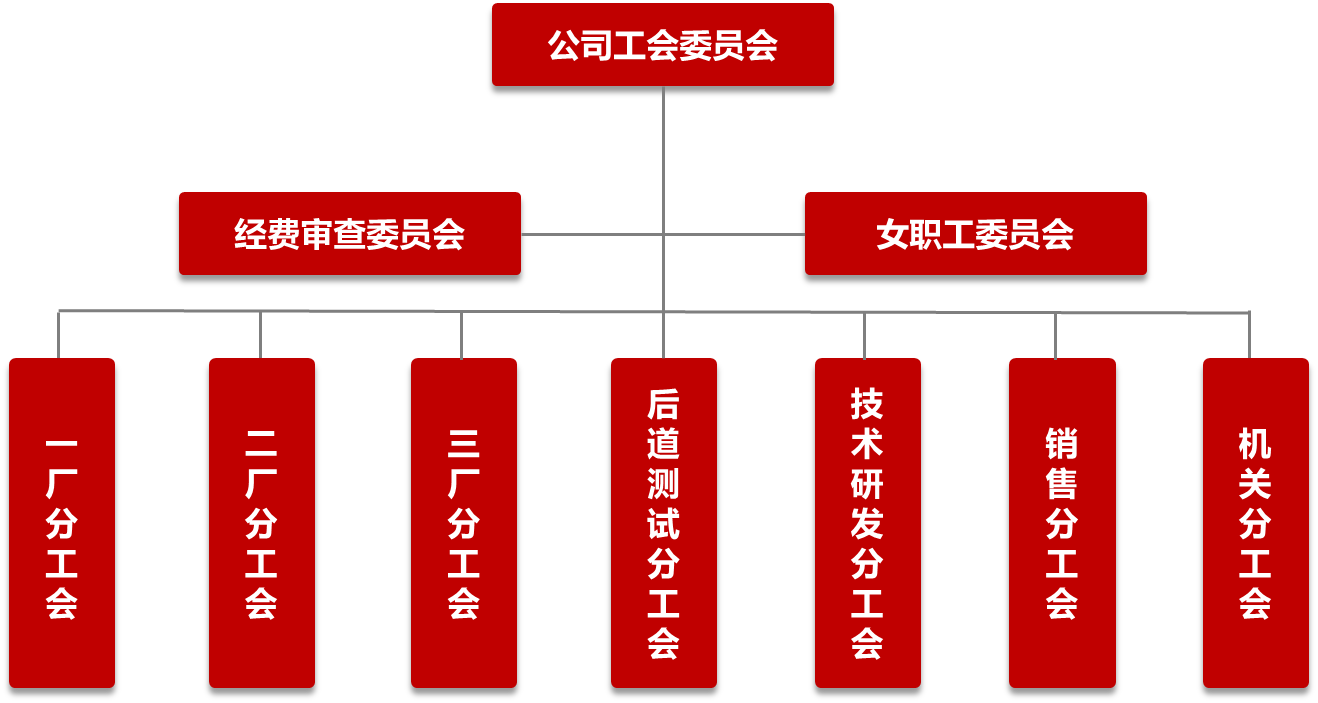 公司工会委员会
经费审查委员会
女职工委员会
一厂分工会
二厂分工会
三厂分工会
后道测试分工会
技术研发分工会
销售分工会
机关分工会